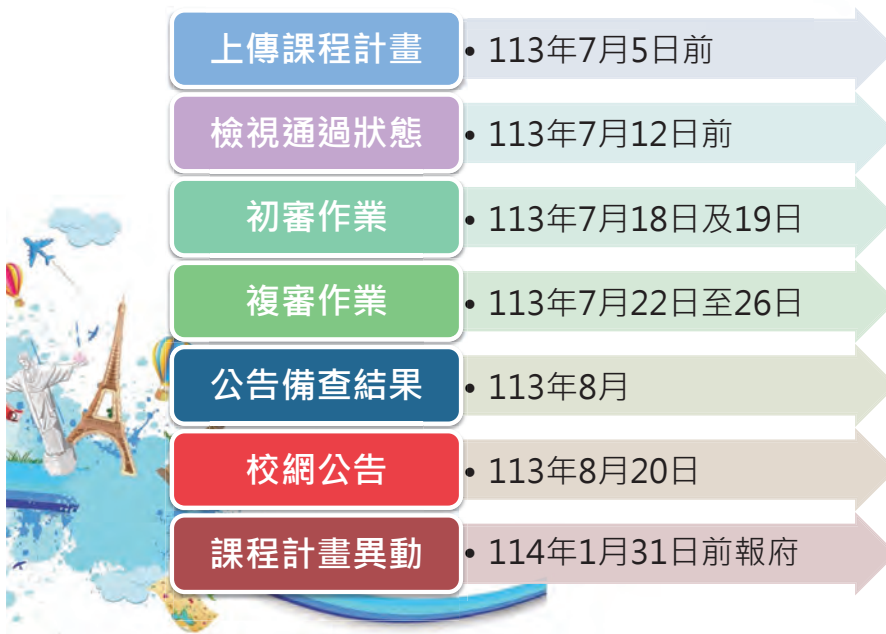 上傳課程計畫 • 113年7月5日前
檢視通過狀態 • 113年7月12日前
初審作業 • 113年7月18日及19日
複審作業 • 113年7月22日至26日
公告備查結果 • 113年8月
校網公告 • 113年8月20日
課程計畫異動 • 114年1月31日前報府